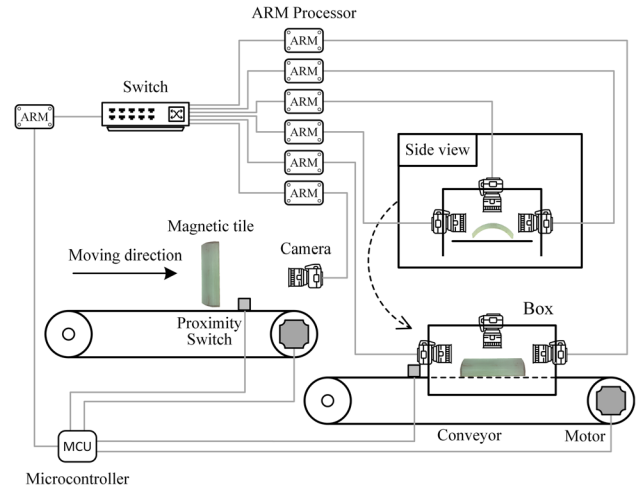 ARM Processor
ARM
ARM
Switch
ARM
ARM
ARM
Side view
ARM
ARM
Magnetic tile
Camera
Moving direction
Box
Proximity
Switch
Conveyor
Motor
MCU
Microcontroller